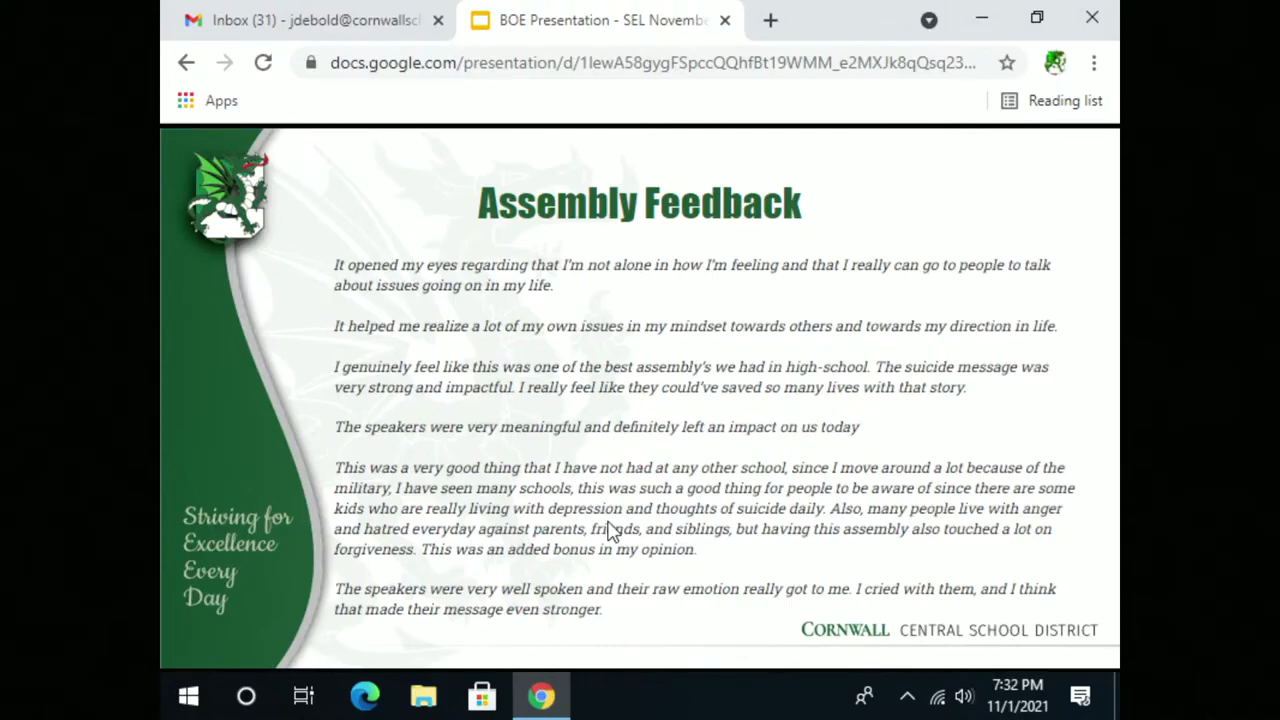 Inbox (31) - jdebold@cornwallsc
BOE Presentation - SEL Novembe
docs.google.com/presentation/d/1lewA58gygFSpccQQhfBt19WMM_e2MXJk8qQsq23...
Apps
Reading list
Assembly Feedback
It opened my eyes regarding that I'm not alone in how I'm feeling and that I really can go to people to talk
about issues going on in my life.
It helped me realize a lot of my own issues in my mindset towards others and towards my direction in life.
I genuinely feel like this was one of the best assembly's we had in high-school. The suicide message was
very strong and impactful. I really feel like they could've saved so many lives with that story.
The speakers were very meaningful and definitely left an impact on us today
This was a very good thing that I have not had at any other school, since I move around a lot because of the
military, I have seen many schools, this was such a good thing for people to be aware of since there are some
kids who are really living with depression and thoughts of suicide daily. Also, many people live with anger
and hatred everyday against parents, friends, and siblings, but having this assembly also touched a lot on
forgiveness. This was an added bonus in my opinion.
The speakers were very well spoken and their raw emotion really got to me. I cried with them, and I think
that made their message even stronger.
Striving for
Excellence
Every
Day
CORNWALL CENTRAL SCHOOL DISTRICT
7:32 PM
11/1/2021